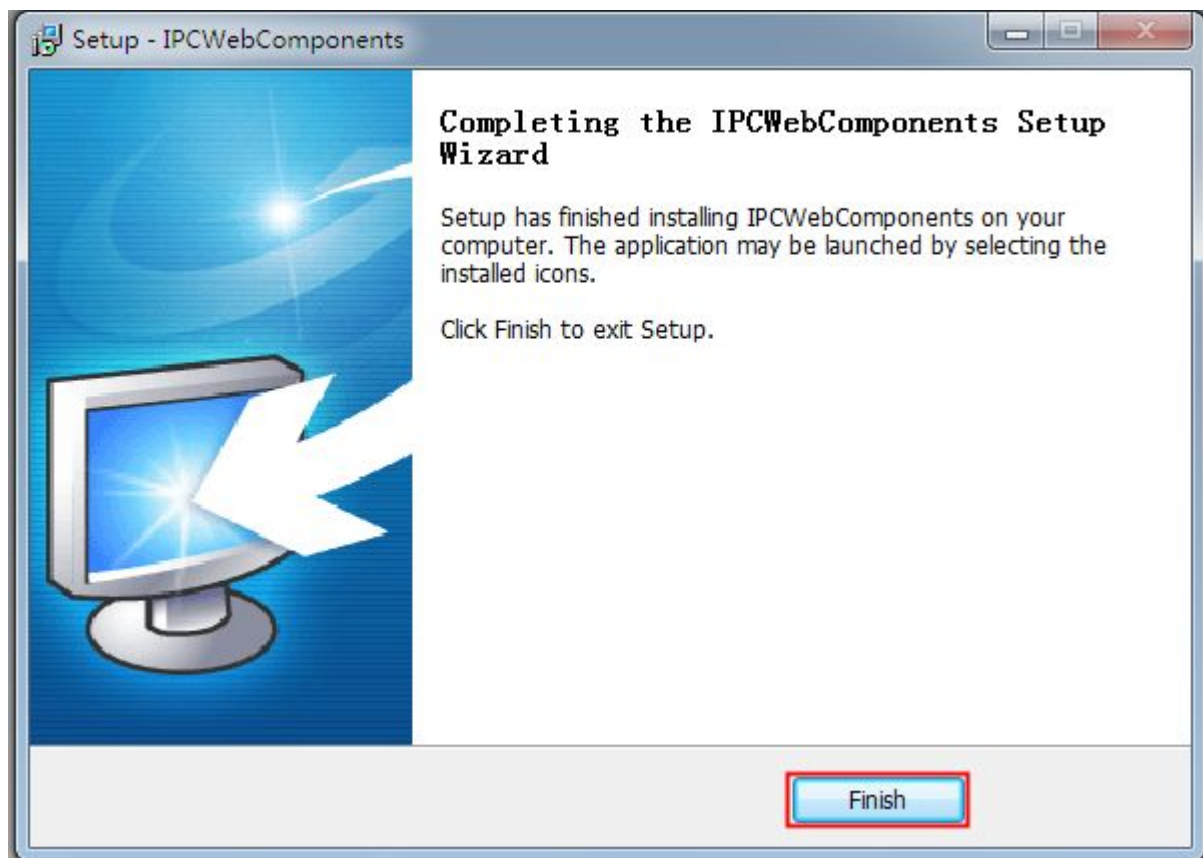 Setup - IPCWebComponents
Completing the IPCWebComponents Setup
Wizard
Setup has finished installing IPCWebComponents on your
computer. The application may be launched by selecting the
installed icons.
Click Finish to exit Setup.
Finish